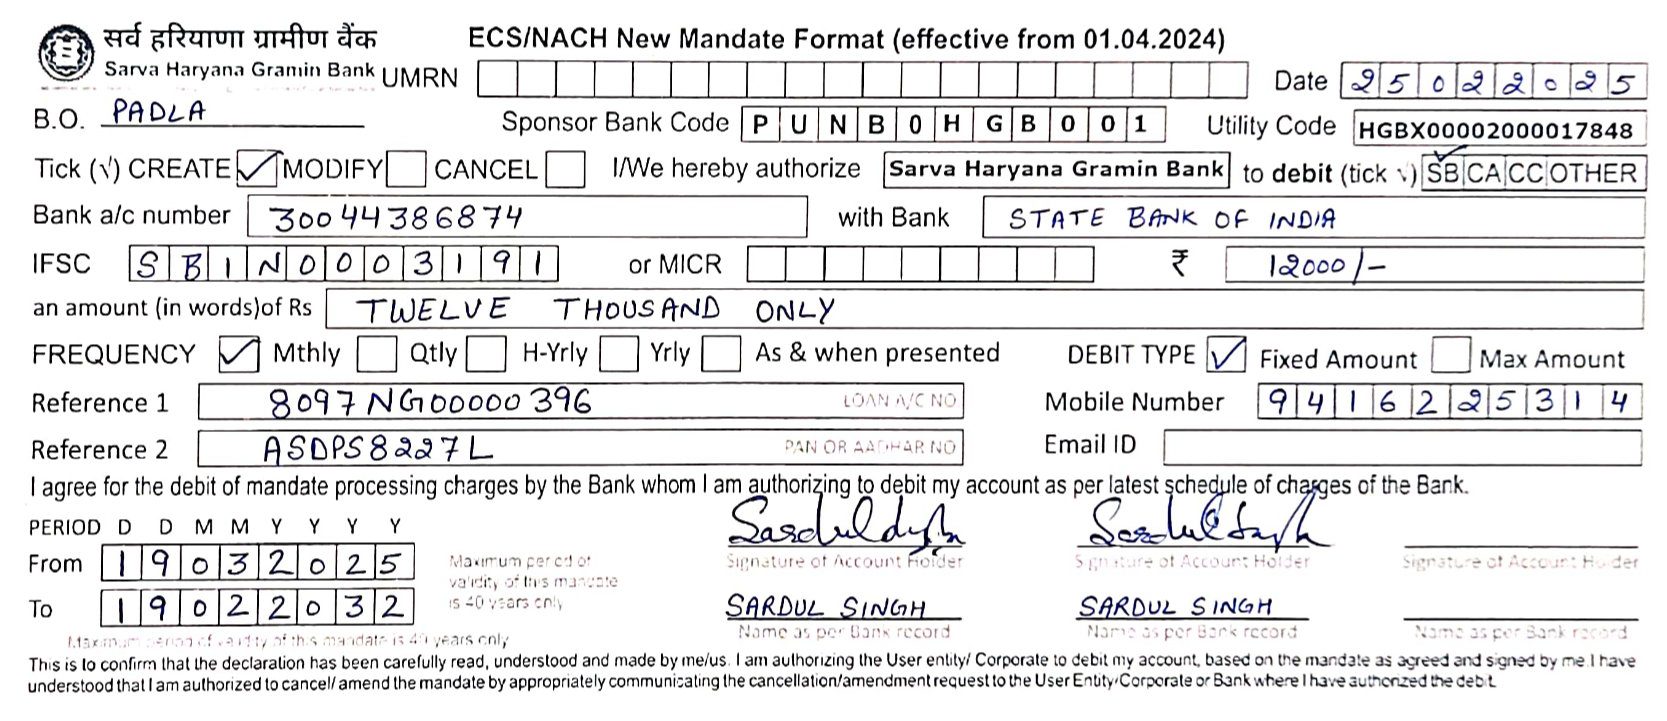 सर्व हरियाणा ग्रामीण बैंक
ECS/NACH New Mandate Format (effective from 01.04.2024)
Sarva Haryana Gramin Bank UMRN Date 25022025
B.O. PADLA Sponsor Bank Code PUNB0HGB001 Utility Code HGBX00002000017848
Tick (√) CREATE ✓ MODIFY CANCEL I/We hereby authorize Sarva Haryana Gramin Bank to debit (tick √) SB ✓ CA CC OTHER
Bank a/c number 30044386874 with Bank STATE BANK OF INDIA
IFSC SBIN0003191 or MICR ₹ 12000/-
an amount (in words)of Rs TWELVE THOUSAND ONLY
FREQUENCY ✓ Mthly Qtly H-Yrly Yrly As & when presented DEBIT TYPE ✓ Fixed Amount Max Amount
Reference 1 8097NG00000396 LOAN A/C NO Mobile Number 9416225314
Reference 2 ASDPS8227L PAN OR AADHAR NO Email ID
I agree for the debit of mandate processing charges by the Bank whom I am authorizing to debit my account as per latest schedule of charges of the Bank.
PERIOD D D M M Y Y Y Y
From 19032025
To 19022032
Maximum period of
validity of this mandate
is 40 years only
Maximum period of validity of this mandate is 40 years only
Signature of Account Holder Signature of Account Holder Signature of Account Holder
SARDUL SINGH SARDUL SINGH
Name as per Bank record Name as per Bank record Name as per Bank record
This is to confirm that the declaration has been carefully read, understood and made by me/us. I am authorizing the User entity/ Corporate to debit my account, based on the mandate as agreed and signed by me.I have
understood that I am authorized to cancel/ amend the mandate by appropriately communicating the cancellation/amendment request to the User Entity/Corporate or Bank where I have authorized the debit.